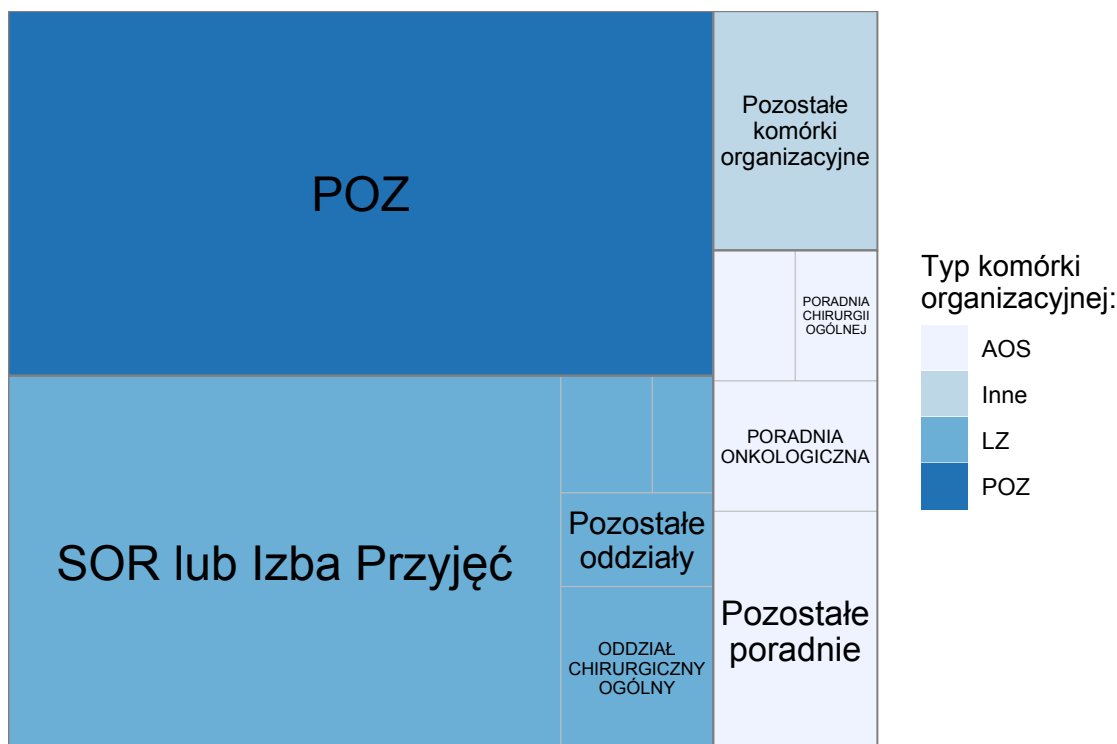 POZ
Pozostałe
komórki
organizacyjne
PORADNIA
CHIRURGII
OGÓLNEJ
PORADNIA
ONKOLOGICZNA
SOR lub Izba Przyjęć
Pozostałe
oddziały
ODDZIAŁ
CHIRURGICZNY
OGÓLNY
Pozostałe
poradnie
Typ komórki
organizacyjnej:
AOS
Inne
LZ
POZ